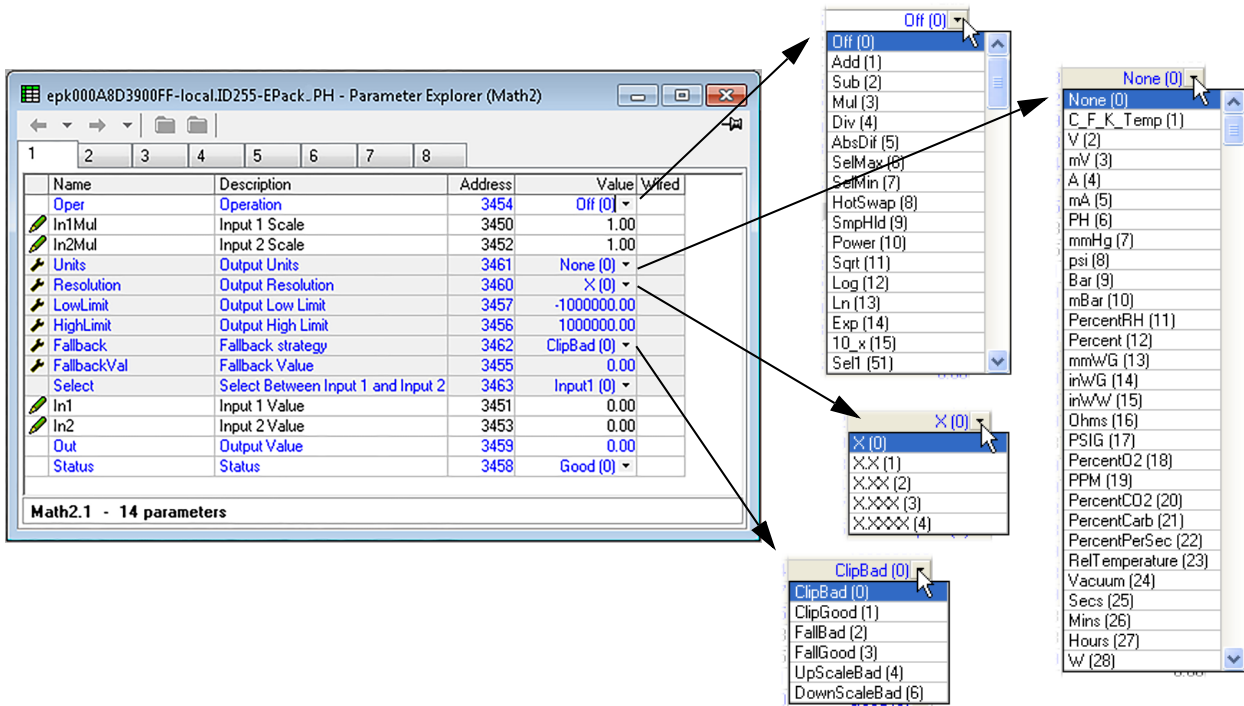 epk000A8D3900FF-local.ID255-EPack_PH - Parameter Explorer (Math2)
1 2 3 4 5 6 7 8
Name Description Address Value Wired
Oper Operation 3454 Off (0)
In1Mul Input 1 Scale 3450 1.00
In2Mul Input 2 Scale 3452 1.00
Units Output Units 3461 None (0)
Resolution Output Resolution 3460 X (0)
LowLimit Output Low Limit 3457 -1000000.00
HighLimit Output High Limit 3456 1000000.00
Fallback Fallback strategy 3462 ClipBad (0)
FallbackVal Fallback Value 3455 0.00
Select Select Between Input 1 and Input 2 3463 Input1 (0)
In1 Input 1 Value 3451 0.00
In2 Input 2 Value 3453 0.00
Out Output Value 3459 0.00
Status Status 3458 Good (0)
Math2.1 - 14 parameters
Off (0)
Off (0)
Add (1)
Sub (2)
Mul (3)
Div (4)
AbsDif (5)
SelMax (6)
SelMin (7)
HotSwap (8)
SmpHld (9)
Power (10)
Sqrt (11)
Log (12)
Ln (13)
Exp (14)
10_x (15)
Sel1 (51)
None (0)
None (0)
C_F_K_Temp (1)
V (2)
mV (3)
A (4)
mA (5)
PH (6)
mmHg (7)
psi (8)
Bar (9)
mBar (10)
PercentRH (11)
Percent (12)
mmWG (13)
inWG (14)
inWW (15)
Ohms (16)
PSIG (17)
PercentO2 (18)
PPM (19)
PercentCO2 (20)
PercentCarb (21)
PercentPerSec (22)
RelTemperature (23)
Vacuum (24)
Secs (25)
Mins (26)
Hours (27)
W (28)
X (0)
X (0)
X.X (1)
X.XX (2)
X.XXX (3)
X.XXXX (4)
ClipBad (0)
ClipBad (0)
ClipGood (1)
FallBad (2)
FallGood (3)
UpScaleBad (4)
DownScaleBad (6)